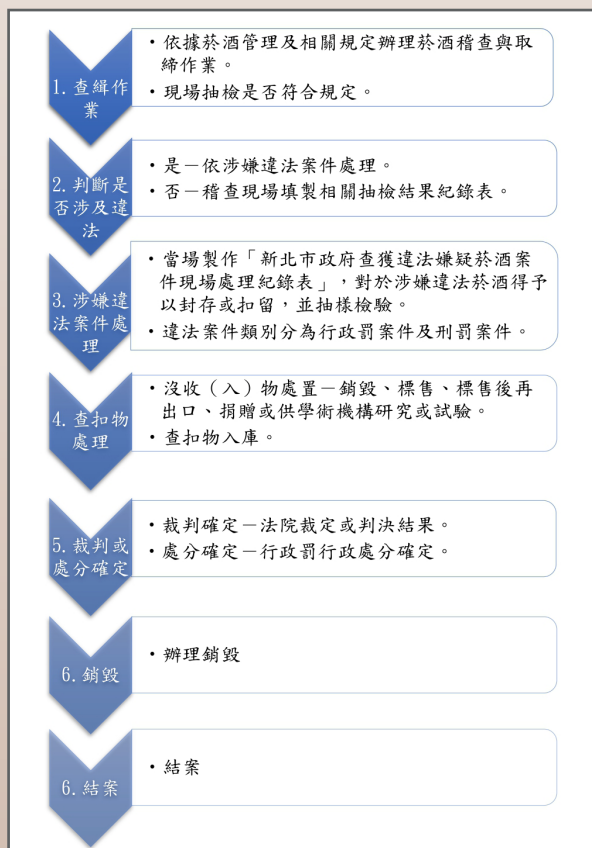 1. 查緝作
業
・依據菸酒管理及相關規定辦理菸酒稽查與取
締作業。
・現場抽檢是否符合規定。
2. 判斷是
否涉及違
法
・是－依涉嫌違法案件處理。
・否－稽查現場填製相關抽檢結果紀錄表。
3. 涉嫌違
法案件處
理
・當場製作「新北市政府查獲違法嫌疑菸酒案
件現場處理紀錄表」，對於涉嫌違法菸酒得予
以封存或扣留，並抽樣檢驗。
・違法案件類別分為行政罰案件及刑罰案件。
4. 查扣物
處理
・沒收（入）物處置－銷毀、標售、標售後再
出口、捐贈或供學術機構研究或試驗。
・查扣物入庫。
5. 裁判或
處分確定
・裁判確定－法院裁定或判決結果。
・處分確定－行政罰行政處分確定。
6. 銷毀
・辦理銷毀
6. 結案
・結案